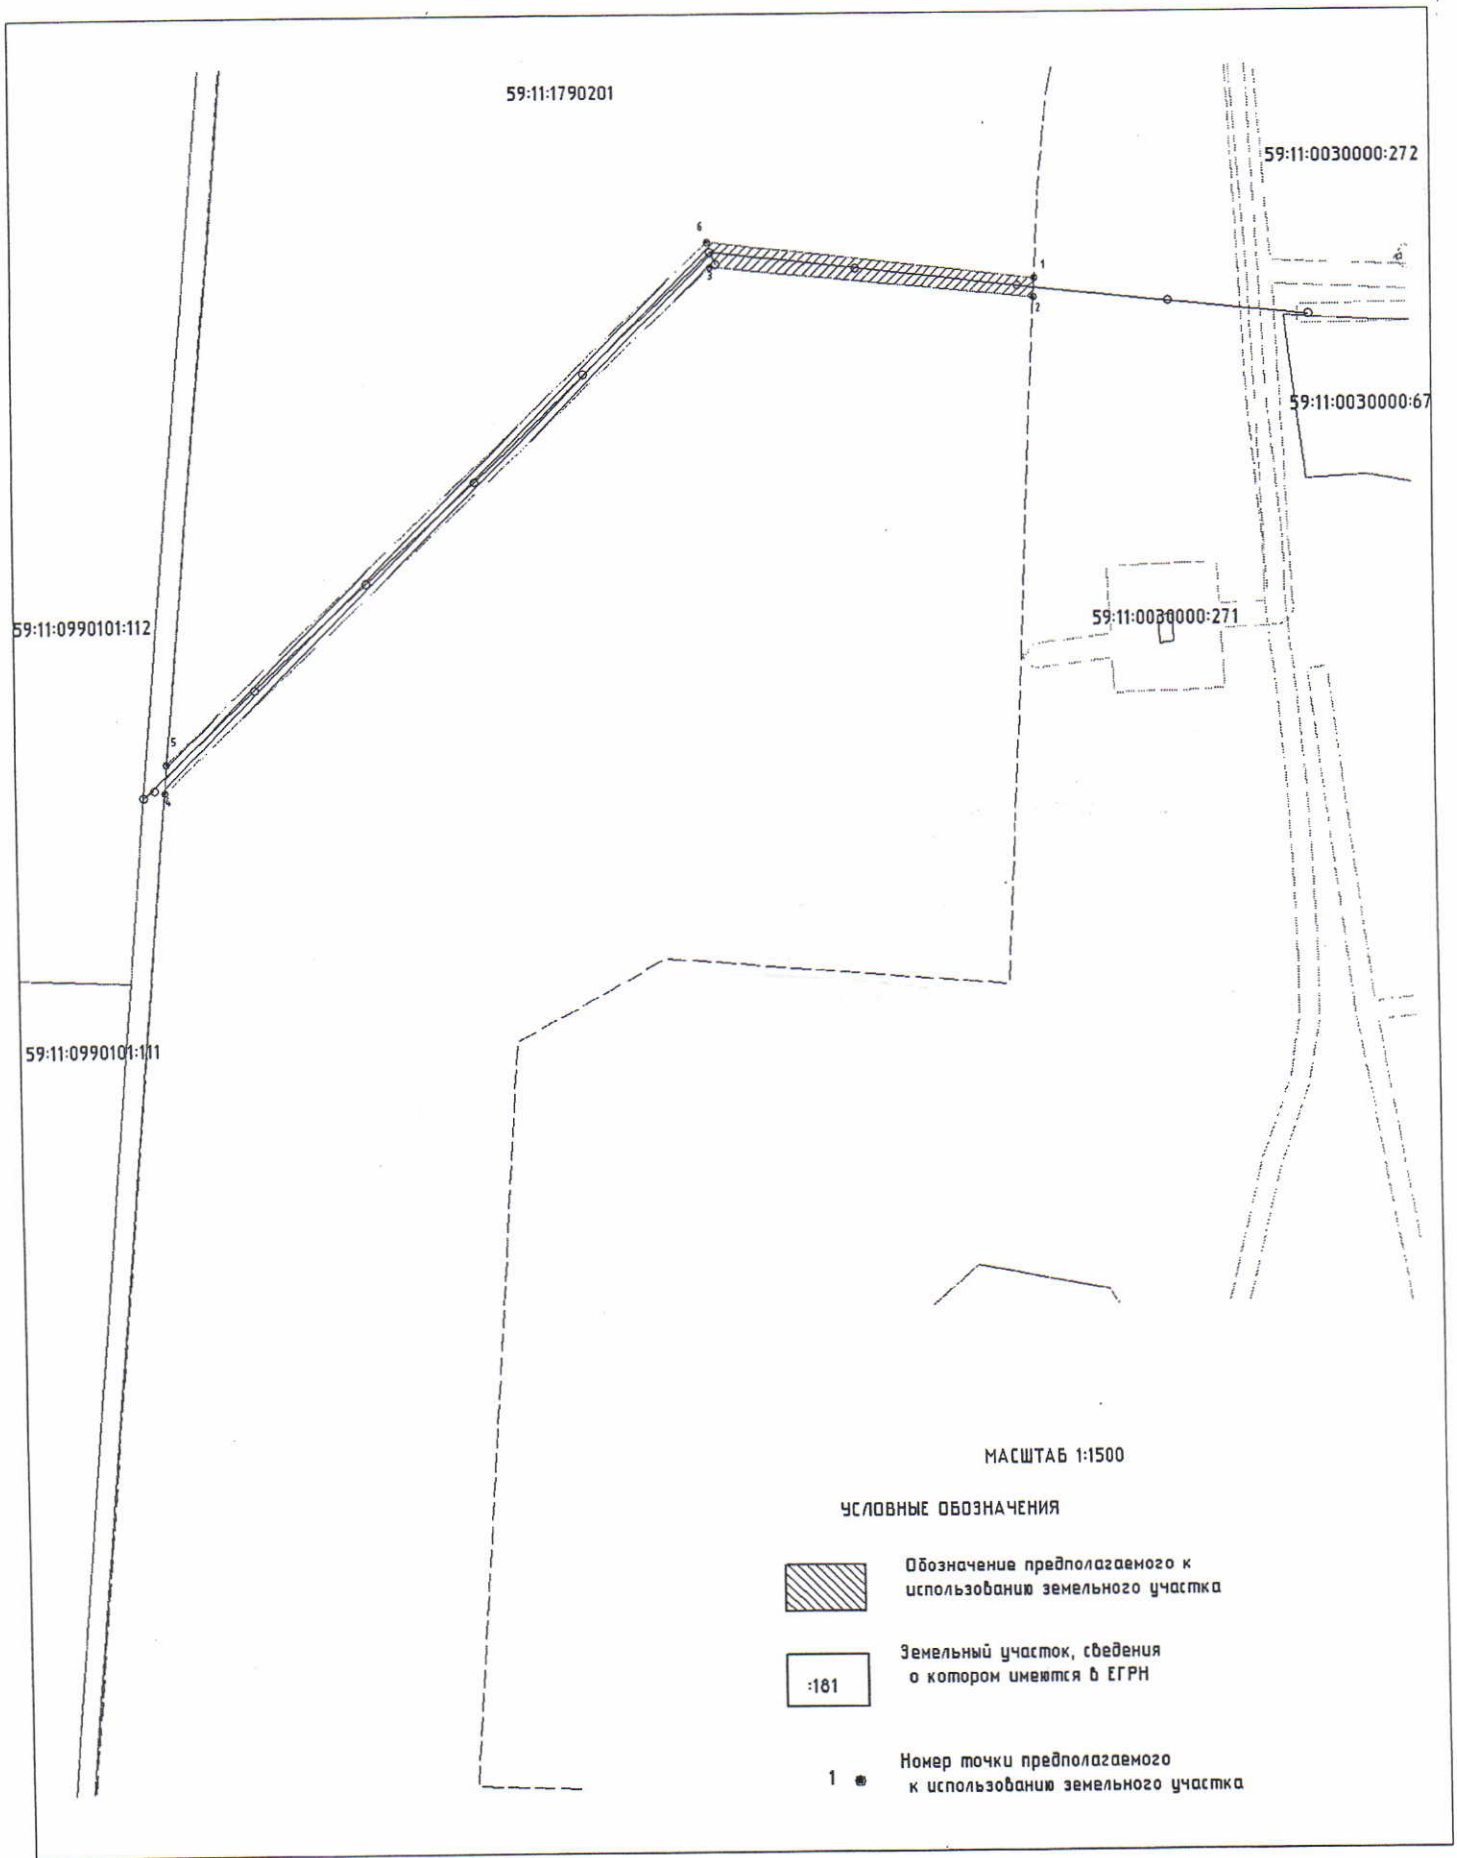 59:11:1790201
59:11:0030000:272
6
1
3
2
59:11:0030000:67
59:11:0030000:271
59:11:0990101:112
5
4
59:11:0990101:111
МАСШТАБ 1:1500
УСЛОВНЫЕ ОБОЗНАЧЕНИЯ
Обозначение предполагаемого к
использованию земельного участка
Земельный участок, сведения
о котором имеются в ЕГРН
:181
Номер точки предполагаемого
1
к использованию земельного участка